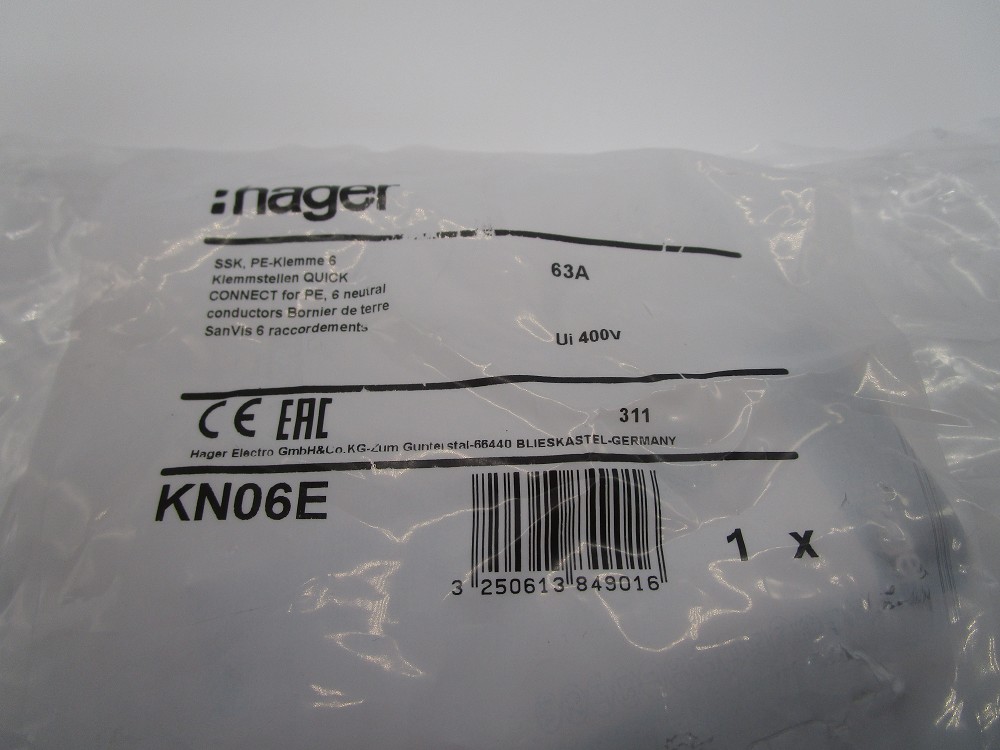 :hager
SSK, PE-Klemme 6
Klemmstellen QUICK
CONNECT for PE, 6 neutral
conductors Bornier de terre
SanVis 6 raccordements
63A
Ui 400v
CE EAC
311
Hager Electro GmbH&Co.KG-Zum Gunterstal-66440 BLIESKASTEL-GERMANY
KN06E
3 250613 849016
1 x